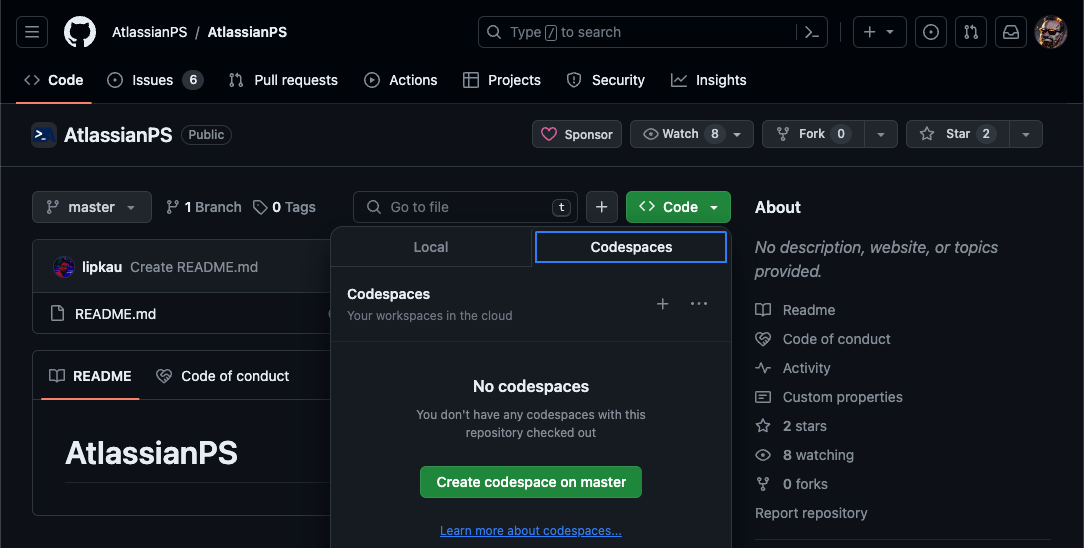 AtlassianPS / AtlassianPS
Type / to search
Code
Issues 6
Pull requests
Actions
Projects
Security
Insights
AtlassianPS Public
Sponsor
Watch 8
Fork 0
Star 2
master
1 Branch
0 Tags
Go to file t
Code
Local
Codespaces
Codespaces
Your workspaces in the cloud
No codespaces
You don't have any codespaces with this
repository checked out
Create codespace on master
Learn more about codespaces...
lipkau Create README.md
README.md
README
Code of conduct
AtlassianPS
About
No description, website, or topics
provided.
Readme
Code of conduct
Activity
Custom properties
2 stars
8 watching
0 forks
Report repository